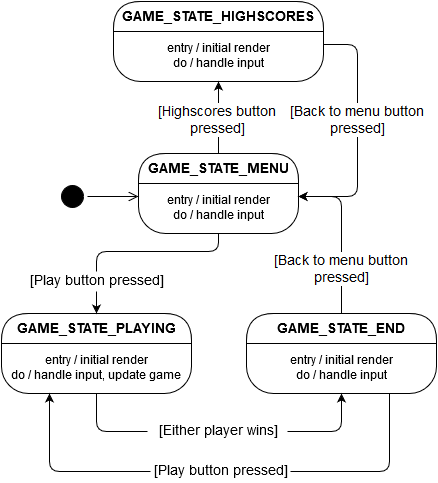 GAME_STATE_HIGHSCORES
entry / initial render
do / handle input
[Highscores button
pressed]
[Back to menu button
pressed]
GAME_STATE_MENU
entry / initial render
do / handle input
[Play button pressed]
[Back to menu button
pressed]
GAME_STATE_PLAYING
entry / initial render
do / handle input, update game
GAME_STATE_END
entry / initial render
do / handle input
[Either player wins]
[Play button pressed]